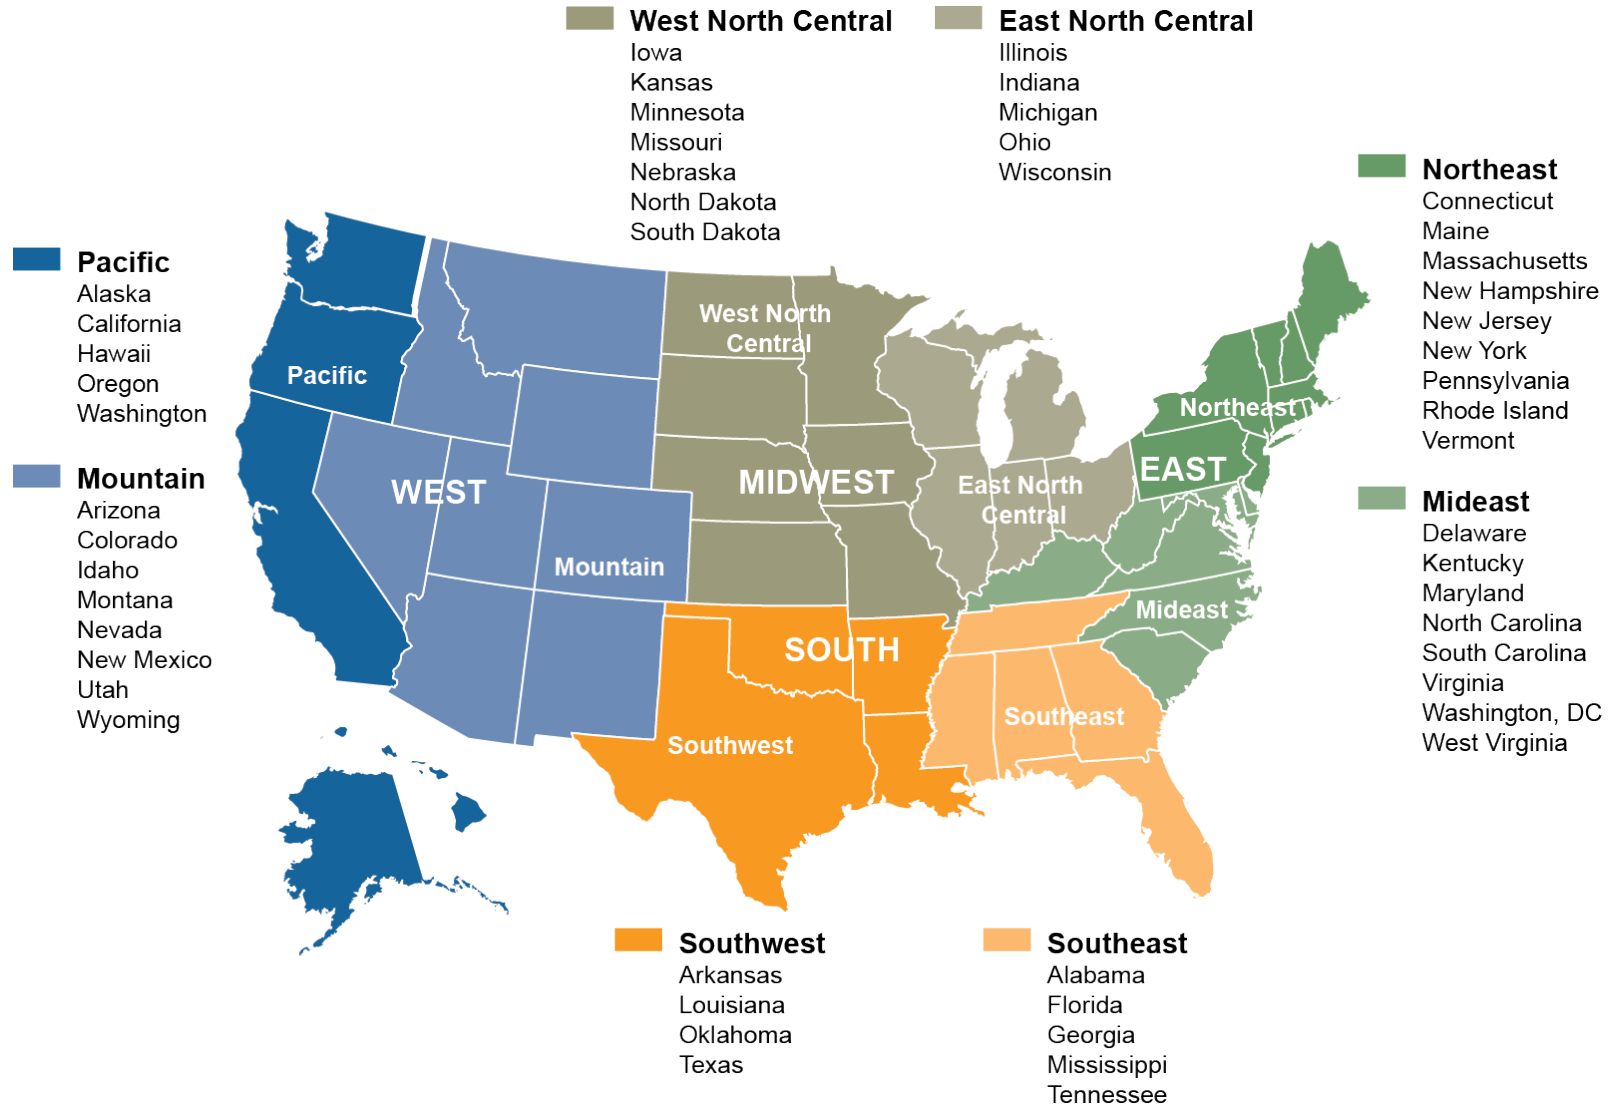 West North Central
Iowa
Kansas
Minnesota
Missouri
Nebraska
North Dakota
South Dakota
East North Central
Illinois
Indiana
Michigan
Ohio
Wisconsin
Northeast
Connecticut
Maine
Massachusetts
New Hampshire
New Jersey
New York
Pennsylvania
Rhode Island
Vermont
Pacific
Alaska
California
Hawaii
Oregon
Washington
Mountain
Arizona
Colorado
Idaho
Montana
Nevada
New Mexico
Utah
Wyoming
West North
Central
Pacific
Northeast
EAST
WEST
MIDWEST
East North
Central
Mountain
Mideast
SOUTH
Southeast
Southwest
Mideast
Delaware
Kentucky
Maryland
North Carolina
South Carolina
Virginia
Washington, DC
West Virginia
Southwest
Arkansas
Louisiana
Oklahoma
Texas
Southeast
Alabama
Florida
Georgia
Mississippi
Tennessee